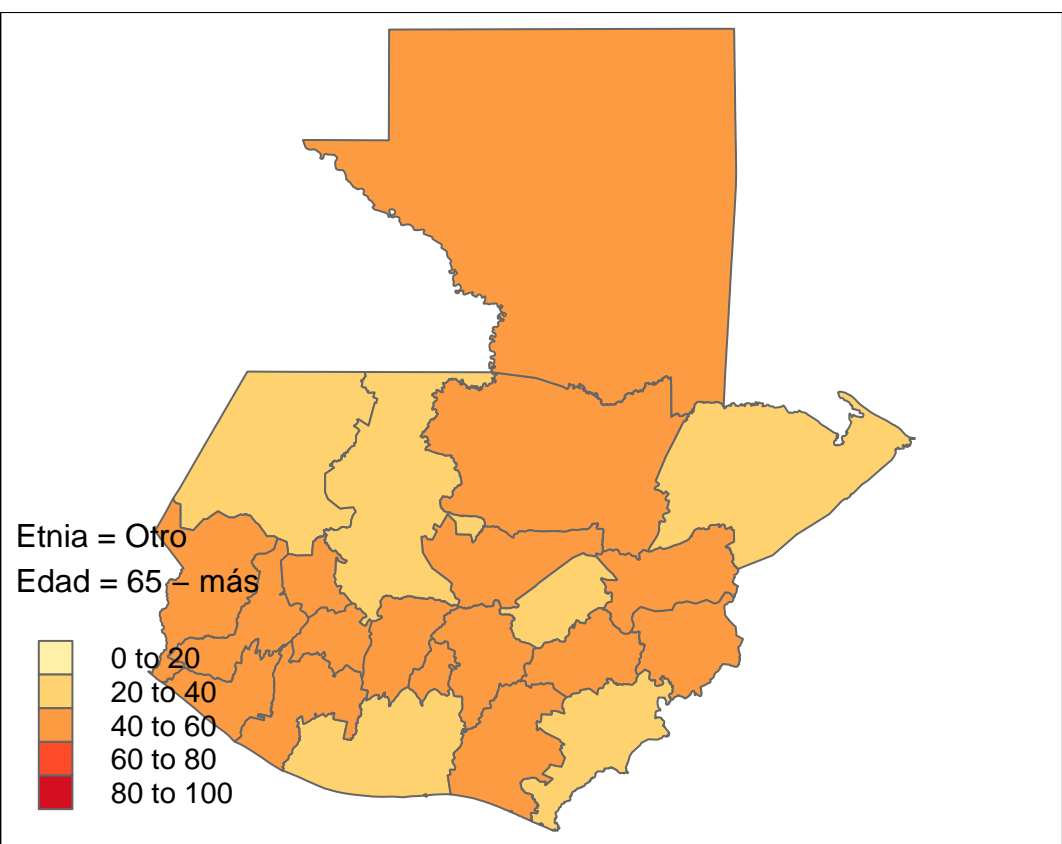 Etnia = Otro
Edad = 65 – más
0 to 20
20 to 40
40 to 60
60 to 80
80 to 100